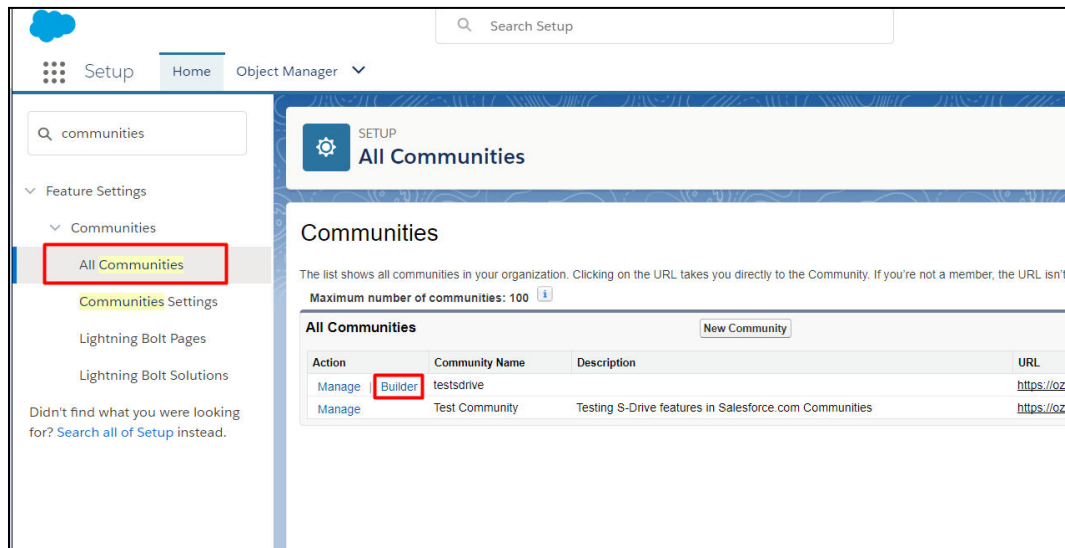 Search Setup
Setup
Home
Object Manager
communities
Feature Settings
Communities
All Communities
Communities Settings
Lightning Bolt Pages
Lightning Bolt Solutions
Didn't find what you were looking
for? Search all of Setup instead.
SETUP
All Communities
Communities
The list shows all communities in your organization. Clicking on the URL takes you directly to the Community. If you're not a member, the URL isn't
Maximum number of communities: 100 i
All Communities New Community
Action Community Name Description URL
Manage | Builder testsdrive https://oz
Manage Test Community Testing S-Drive features in Salesforce.com Communities https://oz